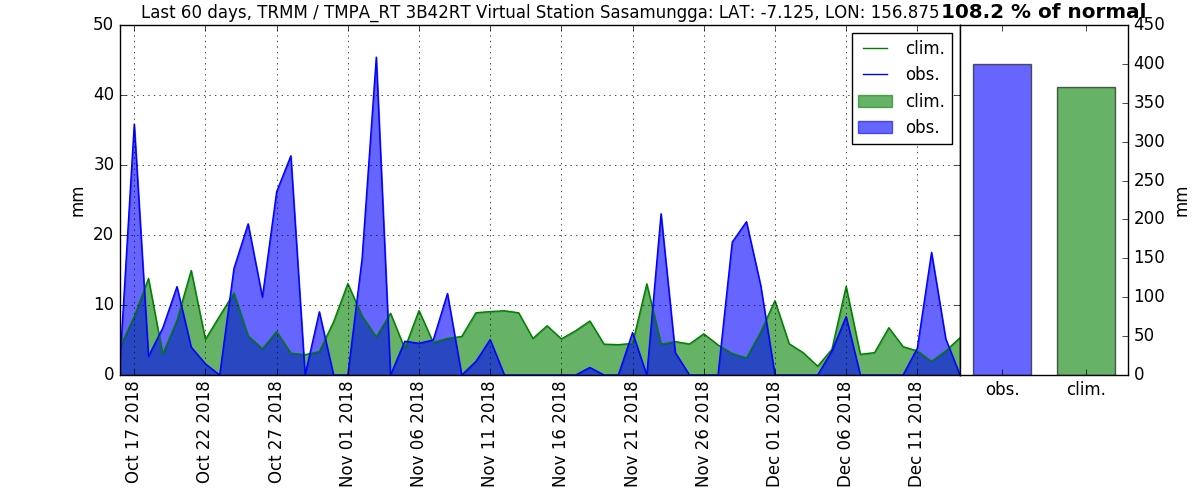 Last 60 days, TRMM / TMPA_RT 3B42RT Virtual Station Sasamungga: LAT: -7.125, LON: 156.875
108.2 % of normal
mm
50
40
30
20
10
0
clim.
obs.
clim.
obs.
Oct 17 2018
Oct 22 2018
Oct 27 2018
Nov 01 2018
Nov 06 2018
Nov 11 2018
Nov 16 2018
Nov 21 2018
Nov 26 2018
Dec 01 2018
Dec 06 2018
Dec 11 2018
450
400
350
300
250
200
150
100
50
0
mm
obs.
clim.